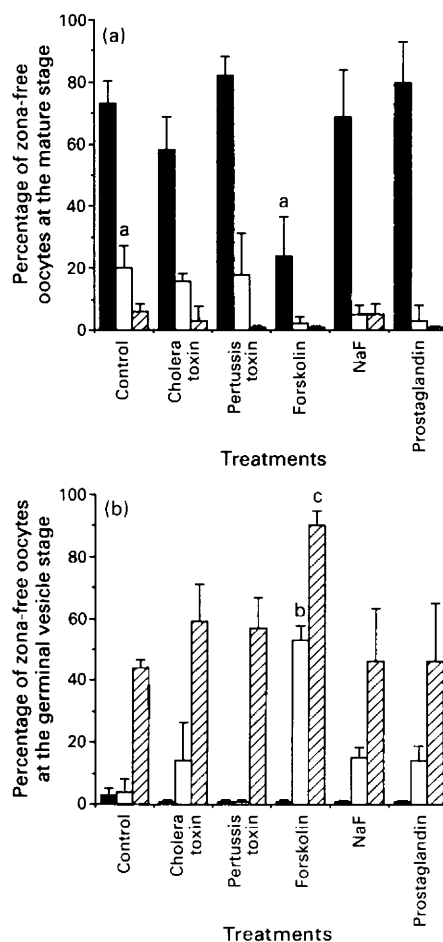 (a)
Percentage of zona-free
oocytes at the mature stage
100
80
60
40
20
0
a
a
Control
Cholera
toxin
Pertussis
toxin
Forskolin
NaF
Prostaglandin
Treatments
(b)
Percentage of zona-free oocytes
at the germinal vesicle stage
100
80
60
40
20
0
b
c
Control
Cholera
toxin
Pertussis
toxin
Forskolin
NaF
Prostaglandin
Treatments